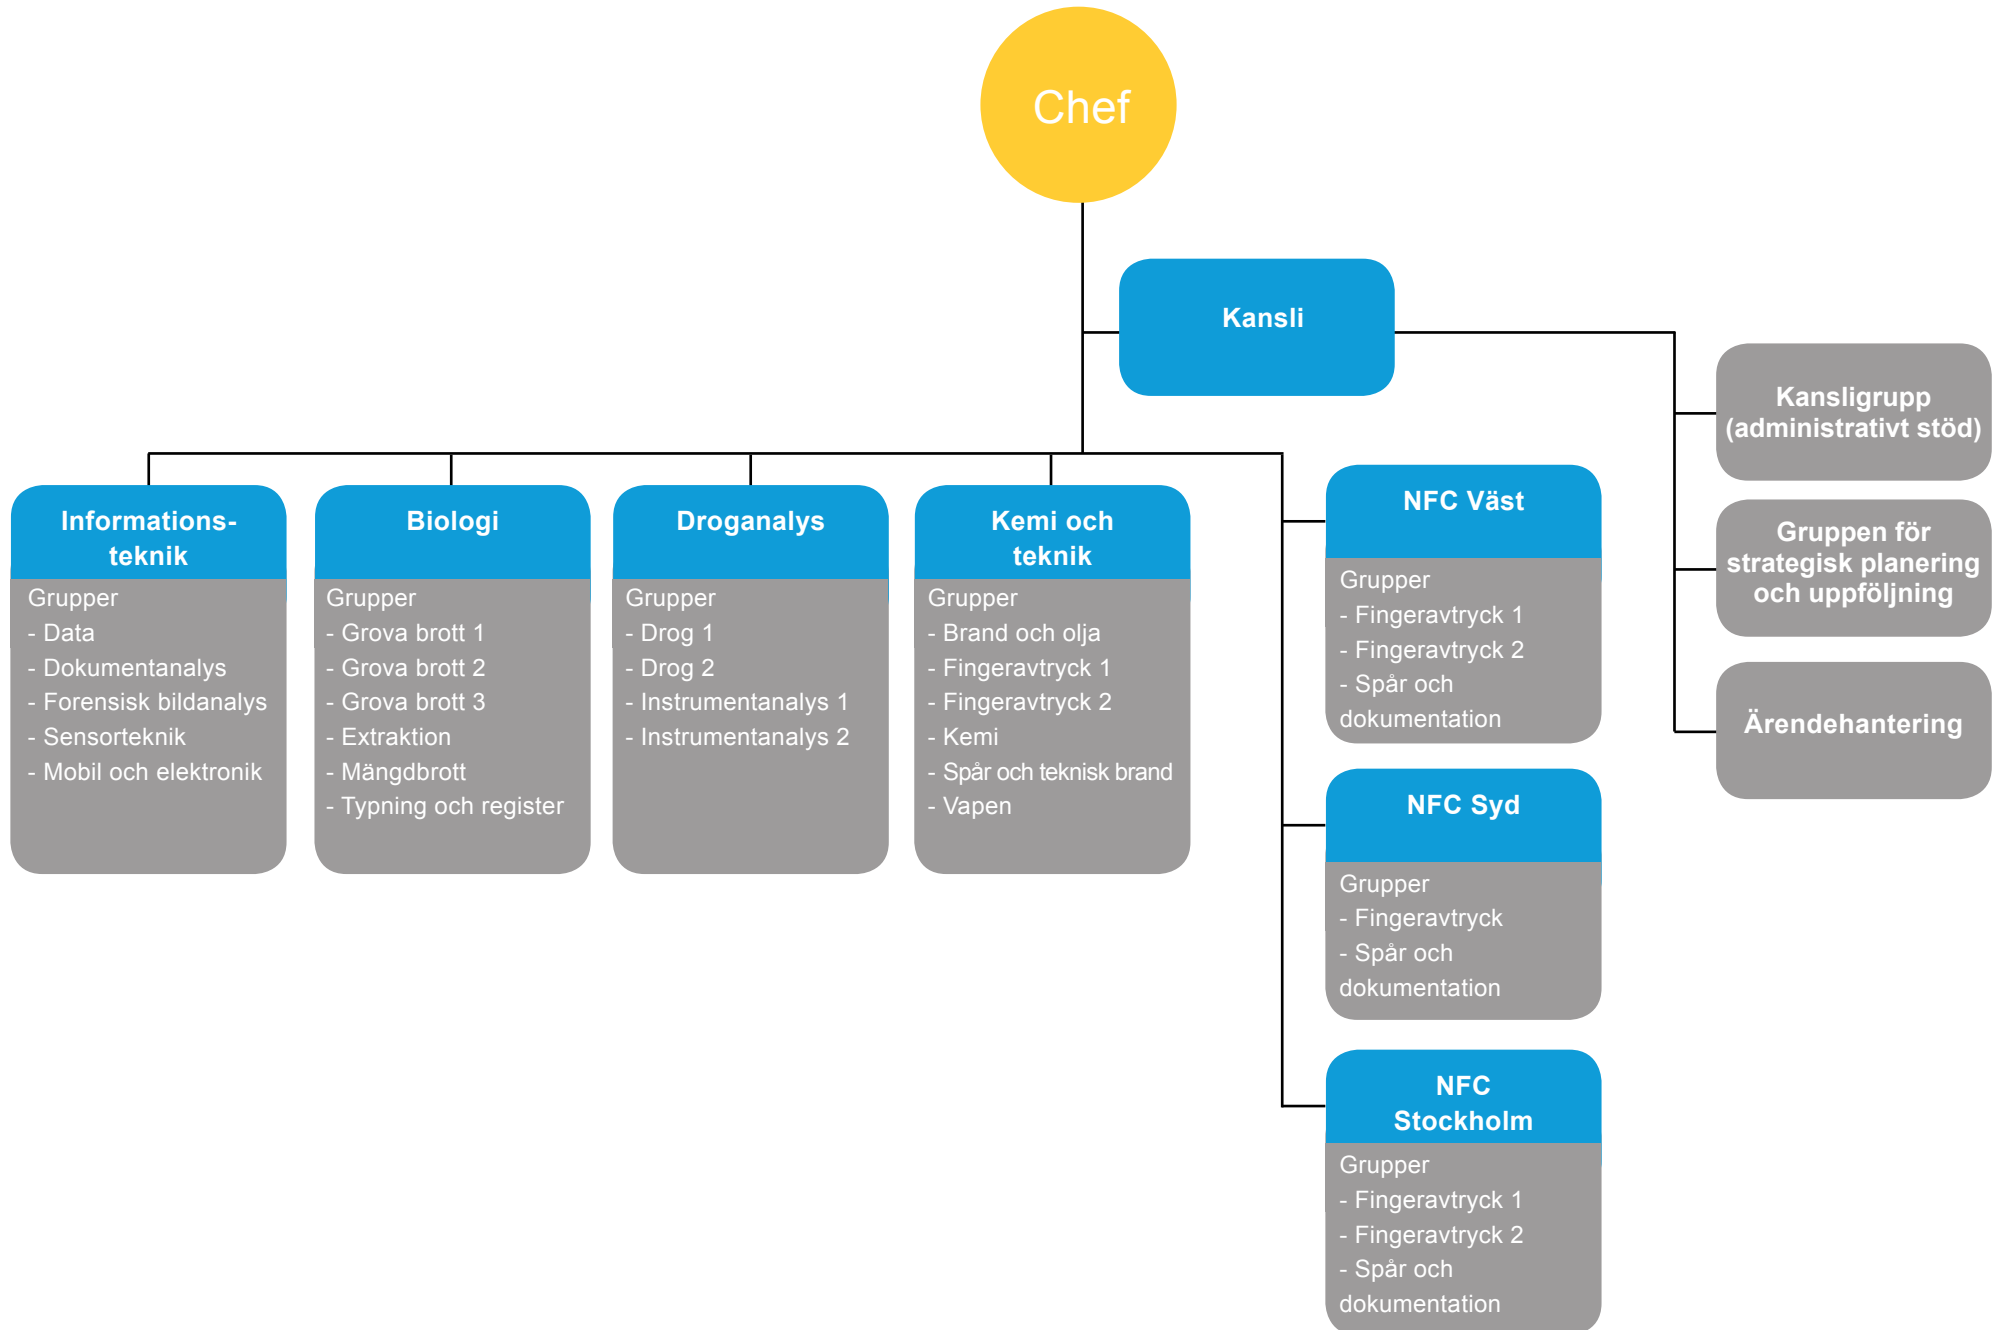 Chef
Kansli
Kansligrupp
(administrativt stöd)
Gruppen för
strategisk planering
och uppföljning
Ärendehantering
Informations-
teknik
Grupper
- Data
- Dokumentanalys
- Forensisk bildanalys
- Sensorteknik
- Mobil och elektronik
Biologi
Grupper
- Grova brott 1
- Grova brott 2
- Grova brott 3
- Extraktion
- Mängdbrott
- Typning och register
Droganalys
Grupper
- Drog 1
- Drog 2
- Instrumentanalys 1
- Instrumentanalys 2
Kemi och
teknik
Grupper
- Brand och olja
- Fingeravtryck 1
- Fingeravtryck 2
- Kemi
- Spår och teknisk brand
- Vapen
NFC Väst
Grupper
- Fingeravtryck 1
- Fingeravtryck 2
- Spår och
dokumentation
NFC Syd
Grupper
- Fingeravtryck
- Spår och
dokumentation
NFC
Stockholm
Grupper
- Fingeravtryck 1
- Fingeravtryck 2
- Spår och
dokumentation